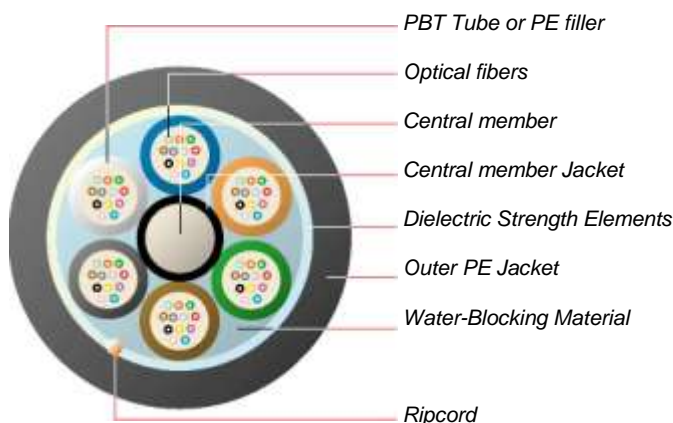 PBT Tube or PE filler
Optical fibers
Central member
Central member Jacket
Dielectric Strength Elements
Outer PE Jacket
Water-Blocking Material
Ripcord